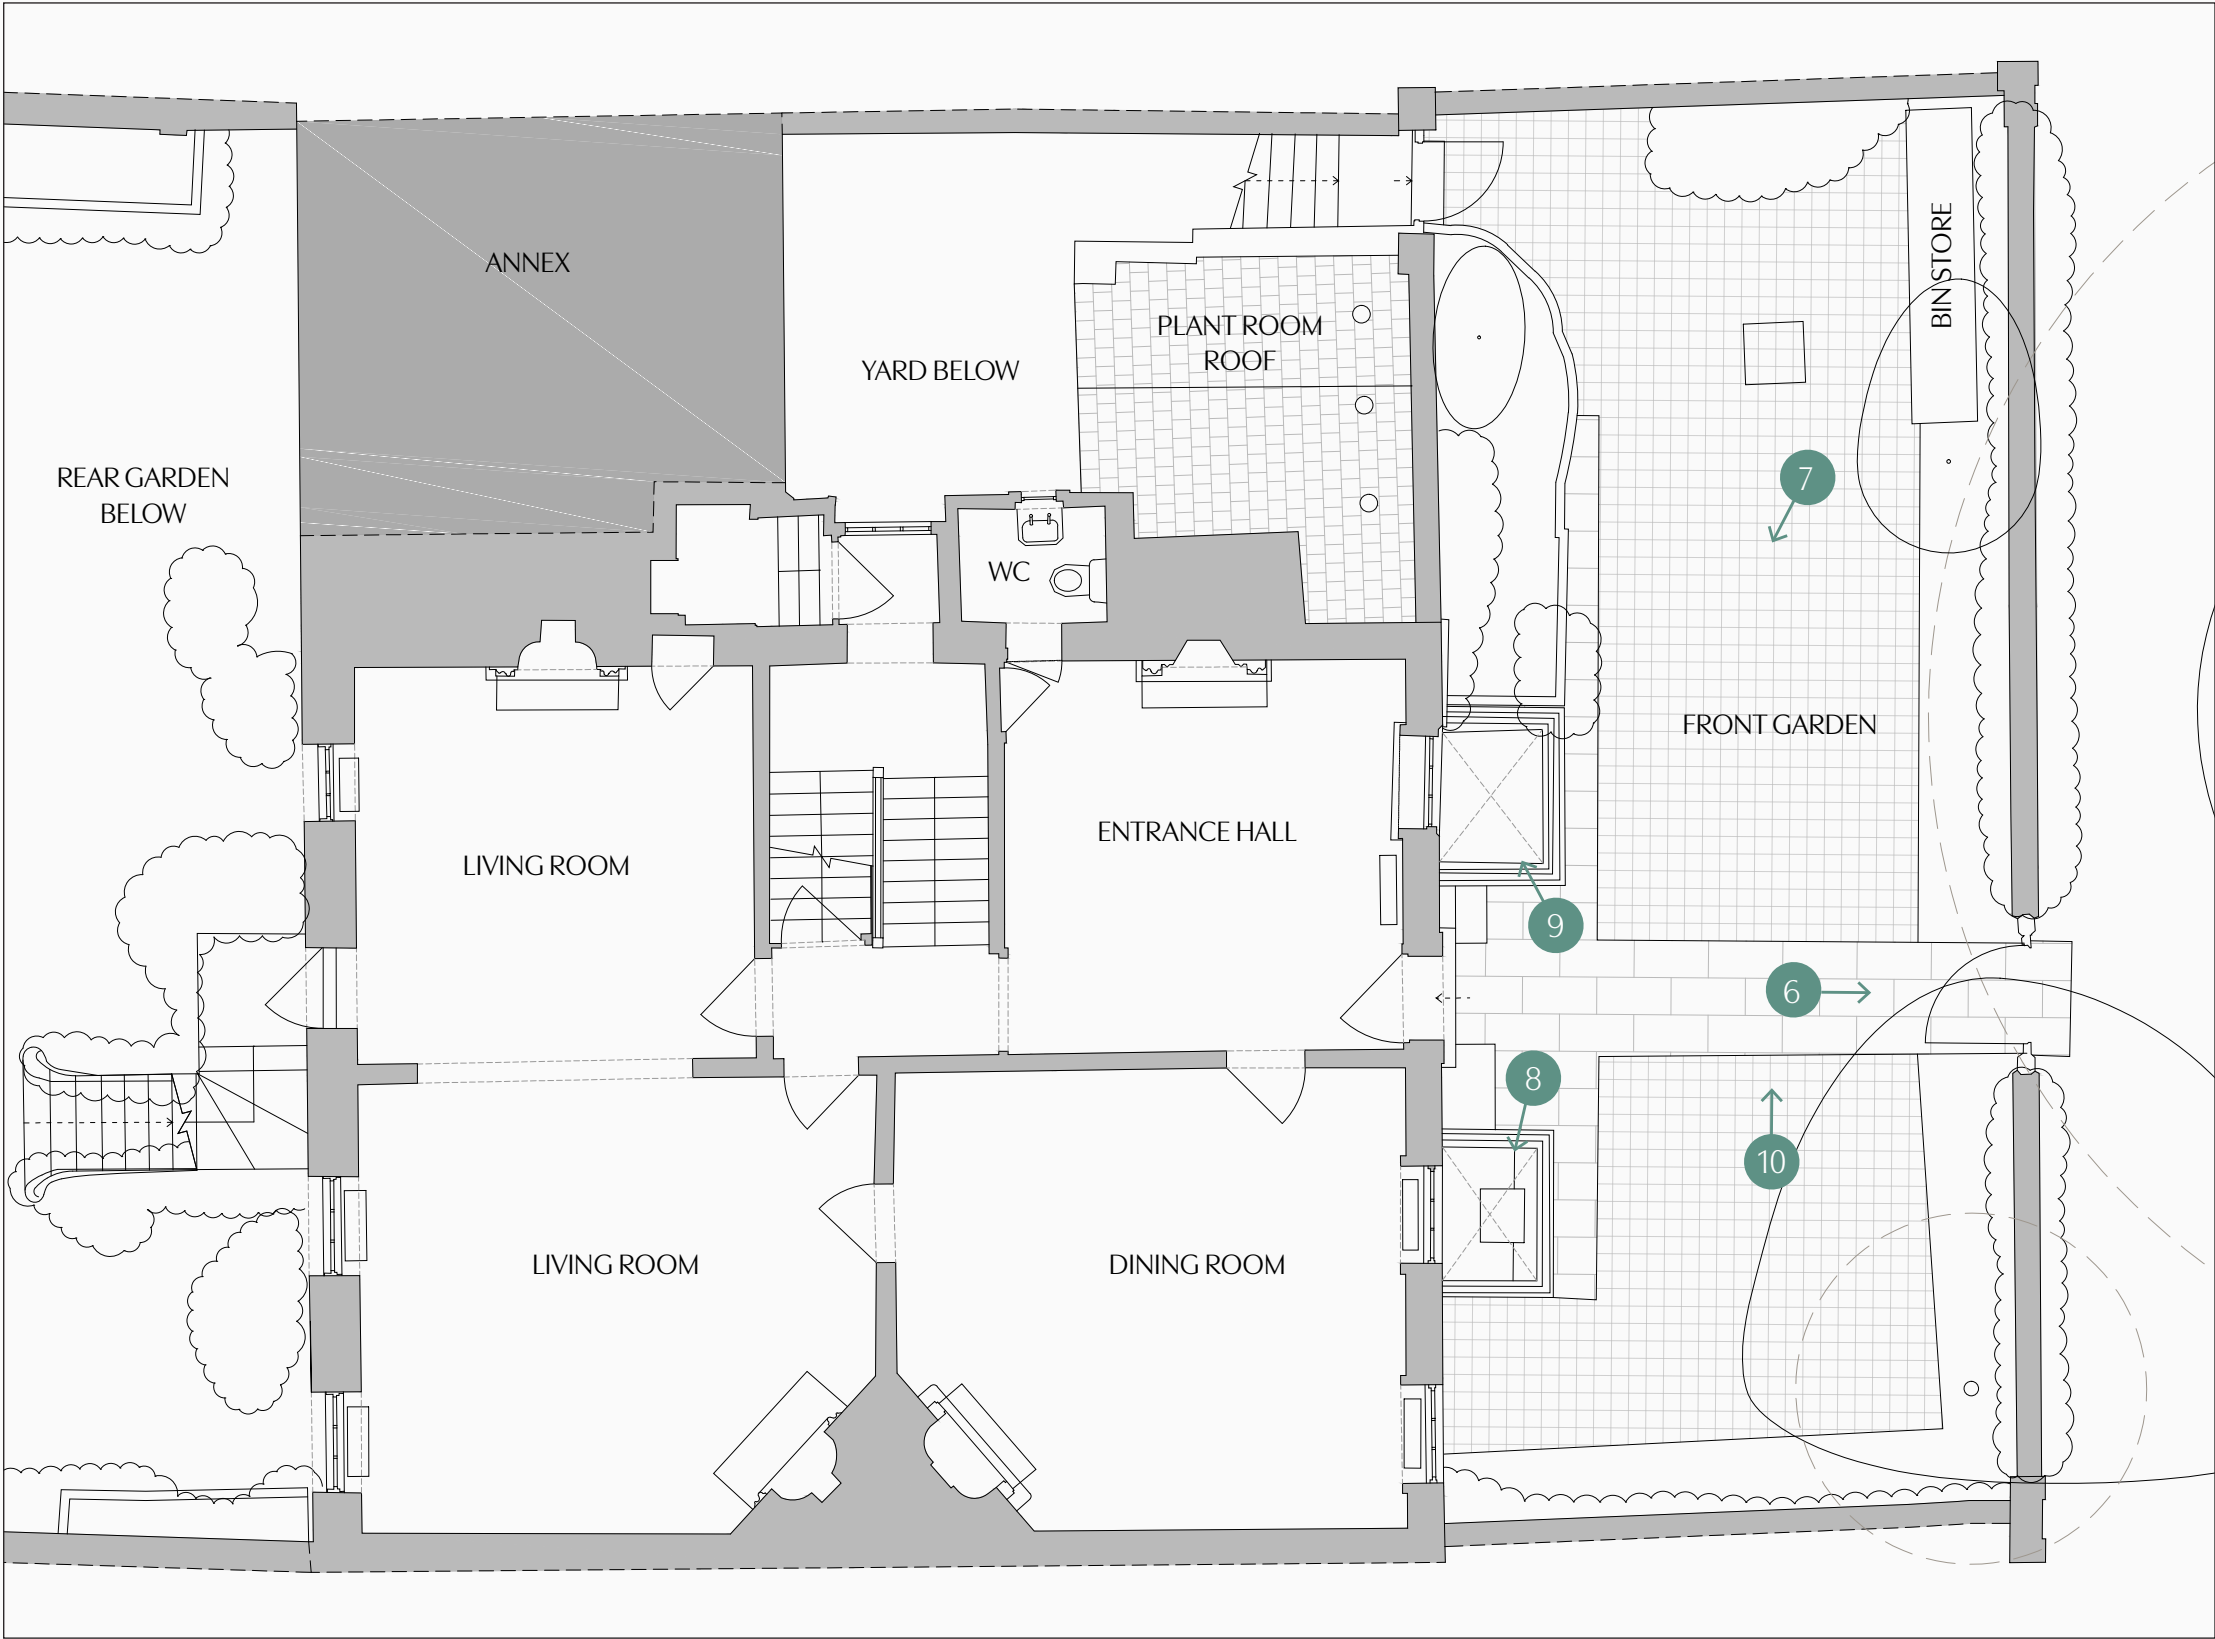 ANNEX
BINSTORE
PLANT ROOM
ROOF
YARD BELOW
REAR GARDEN
BELOW
7
WC
FRONT GARDEN
ENTRANCE HALL
LIVING ROOM
9
6
8
10
LIVING ROOM
DINING ROOM